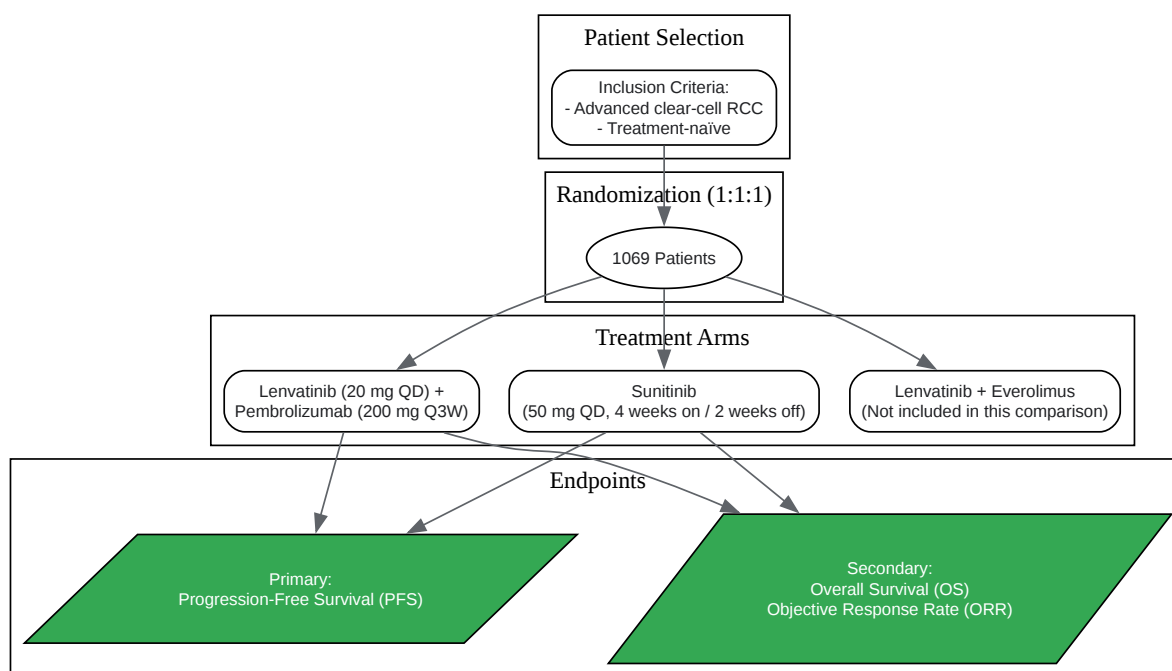 Patient Selection
Inclusion Criteria:
- Advanced clear-cell RCC
- Treatment-naïve
Randomization (1:1:1)
1069 Patients
Treatment Arms
Lenvatinib (20 mg QD) +
Pembrolizumab (200 mg Q3W)
Sunitinib
(50 mg QD, 4 weeks on / 2 weeks off)
Lenvatinib + Everolimus
(Not included in this comparison)
Endpoints
Primary:
Progression-Free Survival (PFS)
Secondary:
Overall Survival (OS)
Objective Response Rate (ORR)